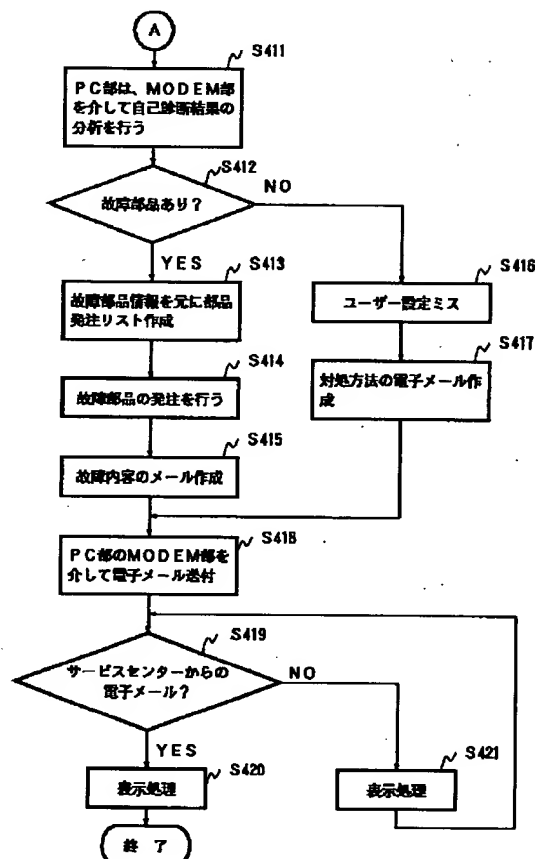 A
S411
PC部は、MODEM部
を介して自己診断結果の
分析を行う
S412
故障部品あり?
NO
YES
S413
故障部品情報を元に部品
発注リスト作成
S416
ユーザー設定ミス
S414
故障部品の発注を行う
S417
対処方法の電子メール作
成
S415
故障内容のメール作成
S418
PC部のMODEM部を
介して電子メール送付
S419
サービスセンターからの
電子メール?
NO
YES
S420
表示処理
S421
表示処理
終 了